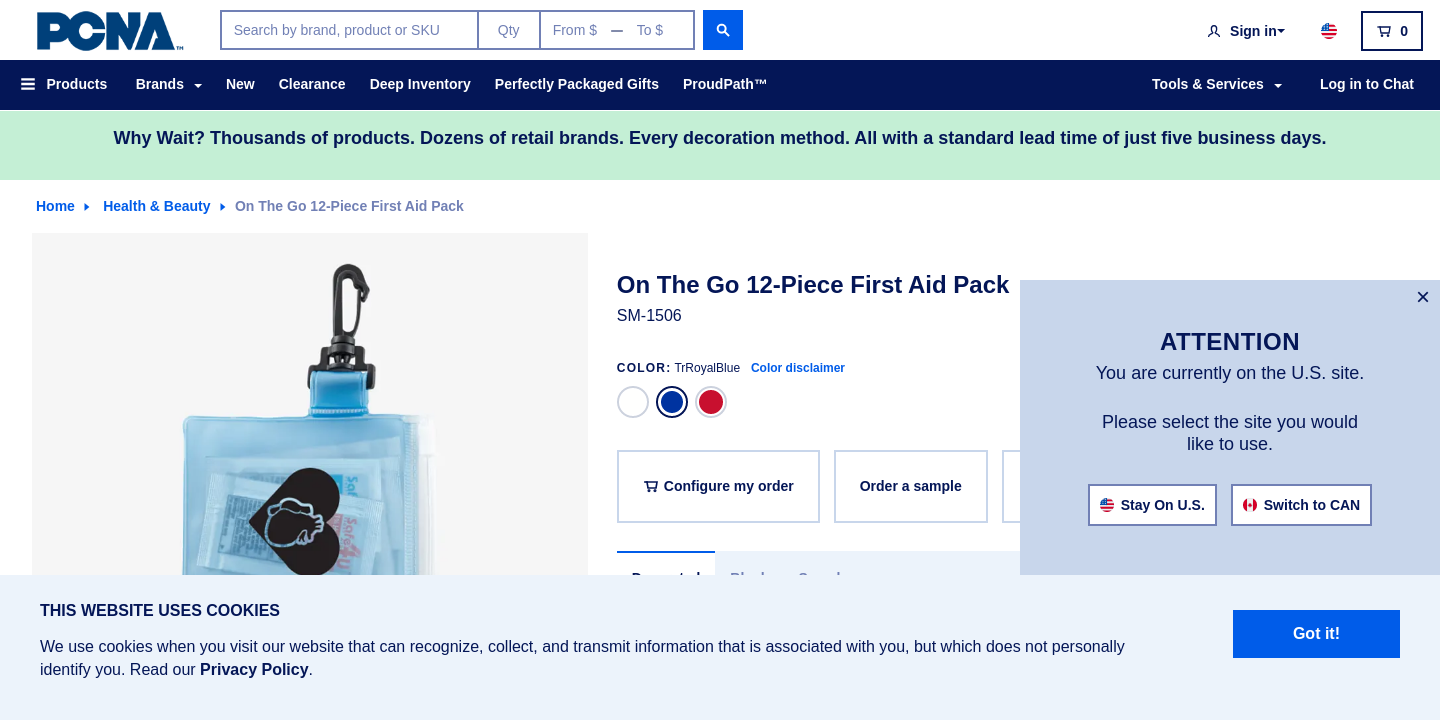 PCNA™
Search by brand, product or SKU
Qty
From $ — To $
Sign in
0
Products
Brands
New
Clearance
Deep Inventory
Perfectly Packaged Gifts
ProudPath™
Tools & Services
Log in to Chat
Why Wait? Thousands of products. Dozens of retail brands. Every decoration method. All with a standard lead time of just five business days.
Home
Health & Beauty
On The Go 12-Piece First Aid Pack
On The Go 12-Piece First Aid Pack
SM-1506
COLOR: TrRoyalBlue Color disclaimer
Configure my order
Order a sample
×
ATTENTION
You are currently on the U.S. site.
Please select the site you would
like to use.
Stay On U.S.
Switch to CAN
THIS WEBSITE USES COOKIES
We use cookies when you visit our website that can recognize, collect, and transmit information that is associated with you, but which does not personally
identify you. Read our Privacy Policy.
Got it!